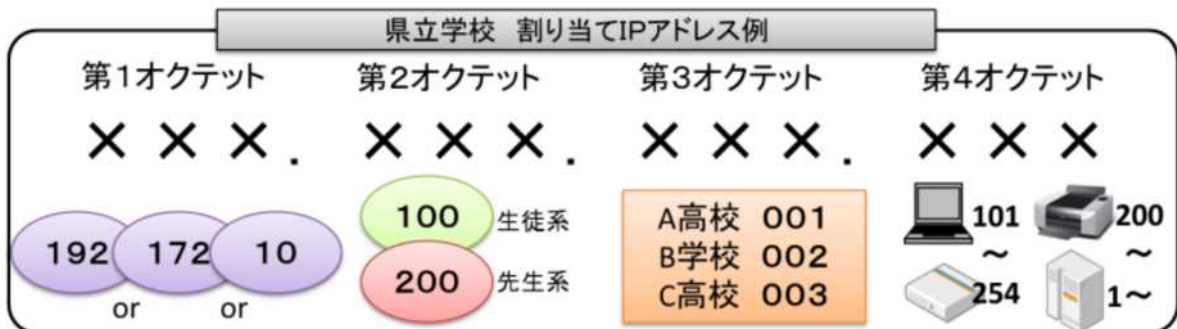 県立学校 割り当てIPアドレス例
第1オクテット 第2オクテット 第3オクテット 第4オクテット
×××. ×××. ×××. ×××
192 172 10
or or
100 生徒系
200 先生系
A高校 001
B学校 002
C高校 003
101 200
~ ~
254 1~